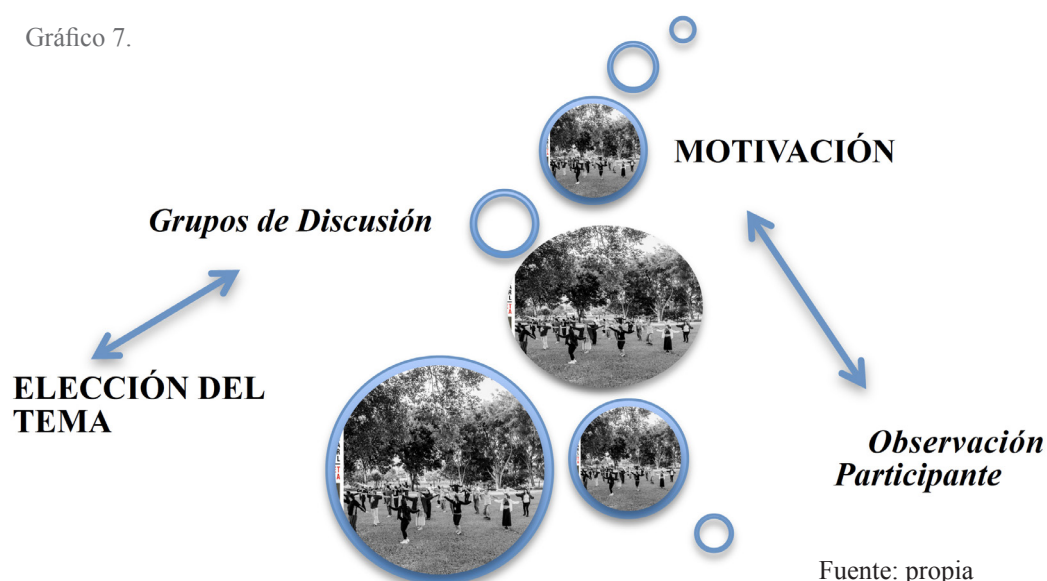 Gráfico 7.
MOTIVACIÓN
Grupos de Discusión
ELECCIÓN DEL
TEMA
Observación
Participante
Fuente: propia